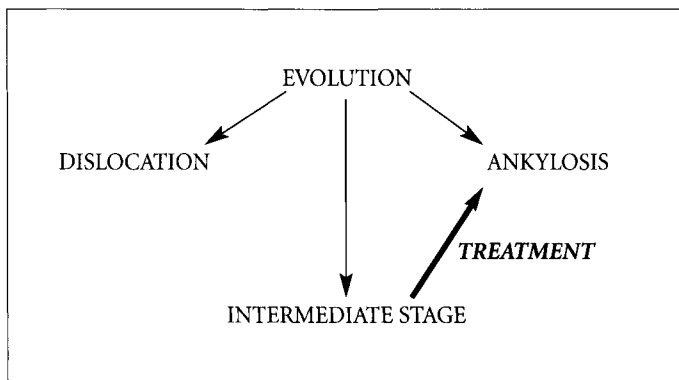 EVOLUTION
DISLOCATION
ANKYLOSIS
TREATMENT
INTERMEDIATE STAGE